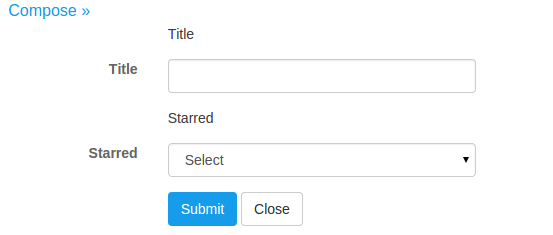 Compose »
Title
Title
Starred
Starred
Select
Submit Close